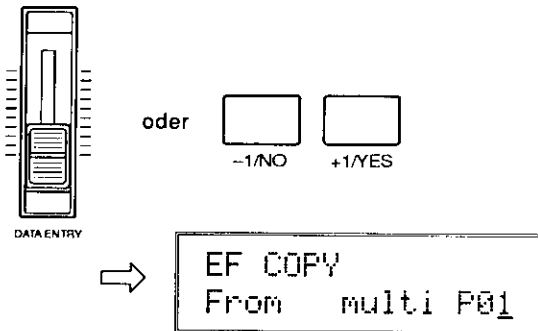 oder
-1/NO +1/YES
DATA ENTRY
EF COPY
From multi P01